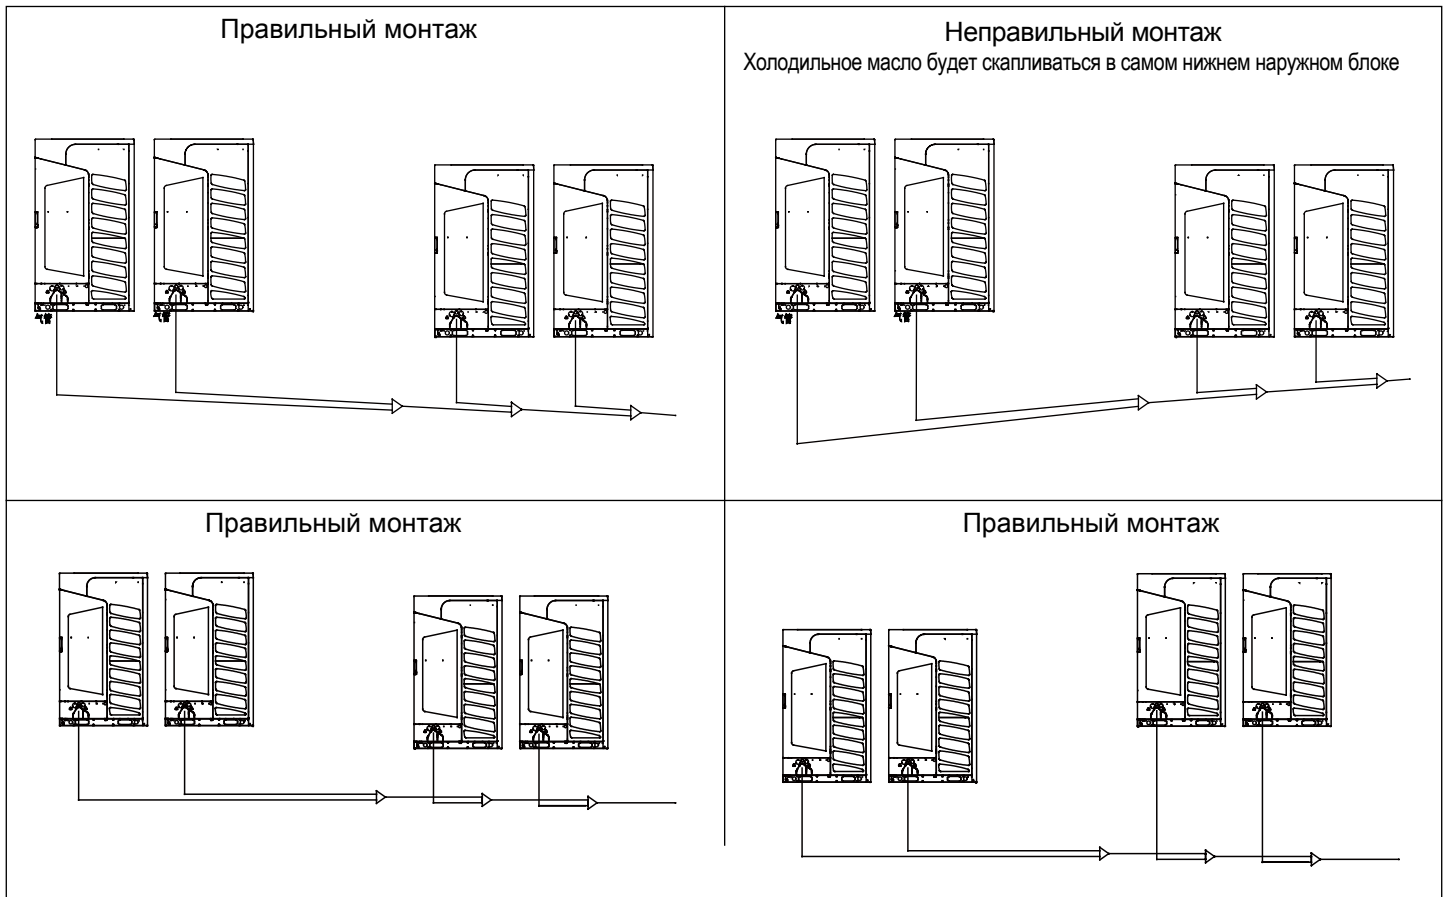 Правильный монтаж
Неправильный монтаж
Холодильное масло будет скапливаться в самом нижнем наружном блоке
Правильный монтаж
Правильный монтаж